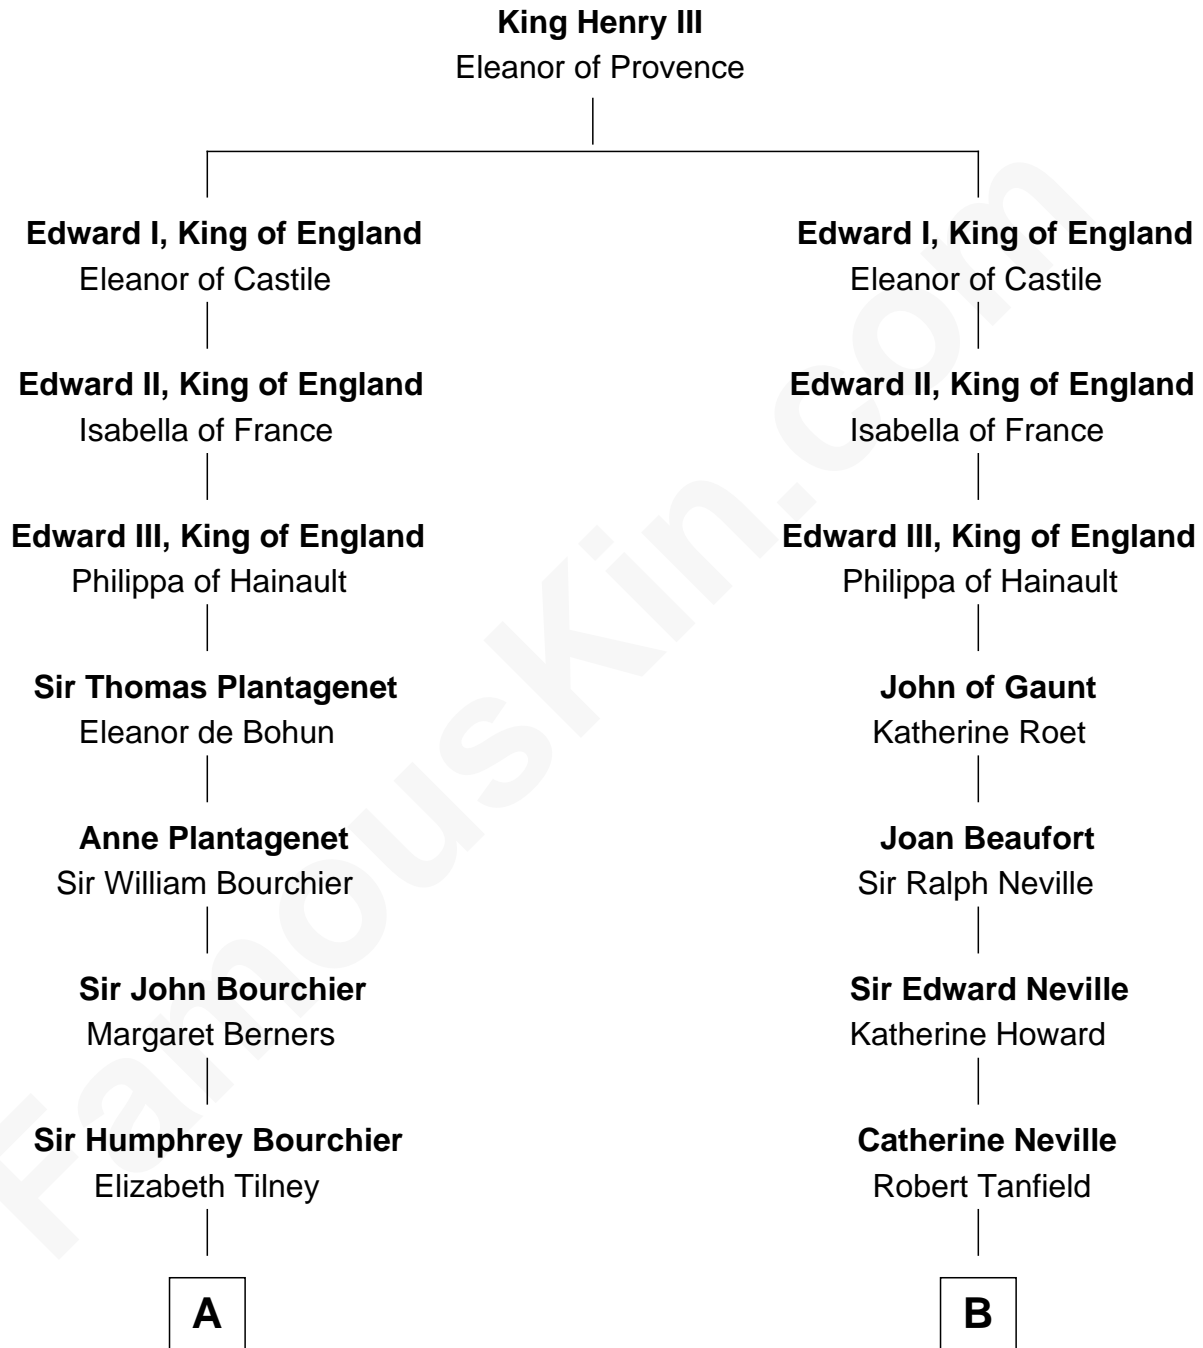 King Henry III
Eleanor of Provence
Edward I, King of England
Eleanor of Castile
Edward II, King of England
Isabella of France
Edward III, King of England
Philippa of Hainault
Sir Thomas Plantagenet
Eleanor de Bohun
Anne Plantagenet
Sir William Bourchier
Sir John Bourchier
Margaret Berners
Sir Humphrey Bourchier
Elizabeth Tilney
A
Edward I, King of England
Eleanor of Castile
Edward II, King of England
Isabella of France
Edward III, King of England
Philippa of Hainault
John of Gaunt
Katherine Roet
Joan Beaufort
Sir Ralph Neville
Sir Edward Neville
Katherine Howard
Catherine Neville
Robert Tanfield
B
FamousKin.com